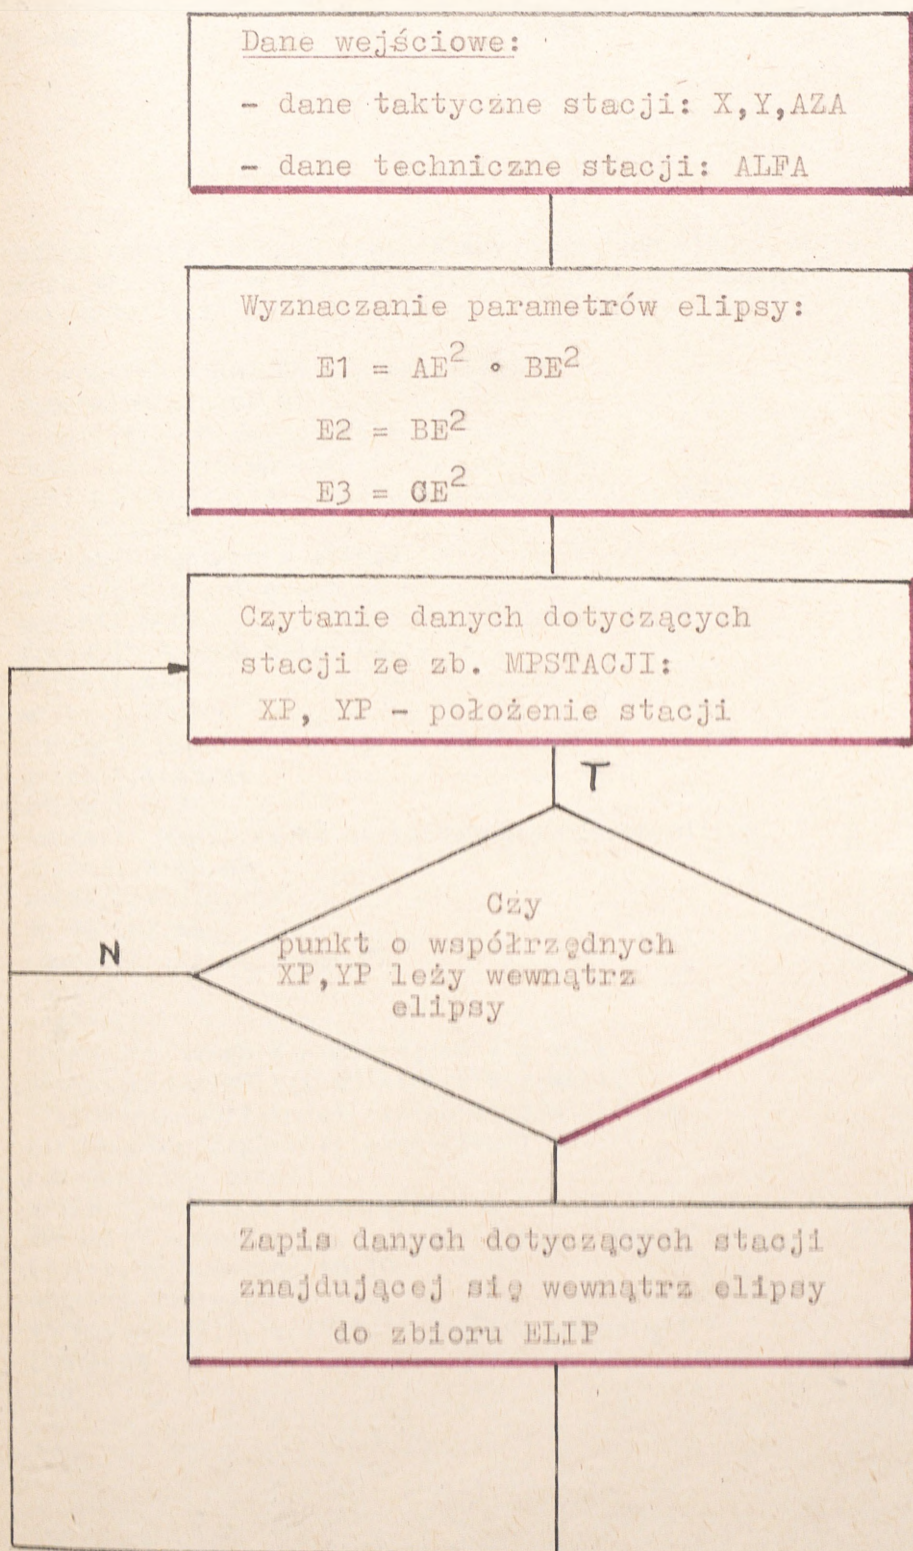 Dane wejściowe:
- dane taktyczne stacji: X,Y,AZA
- dane techniczne stacji: ALFA
Wyznaczanie parametrów elipsy:
E1 = AE² • BE²
E2 = BE²
E3 = CE²
Czytanie danych dotyczących
stacji ze zb. MPSTACJI:
XP, YP - położenie stacji
T
Czy
N
punkt o współrzędnych
XP,YP leży wewnątrz
elipsy
Zapis danych dotyczących stacji
znajdującej się wewnątrz elipsy
do zbioru ELIP